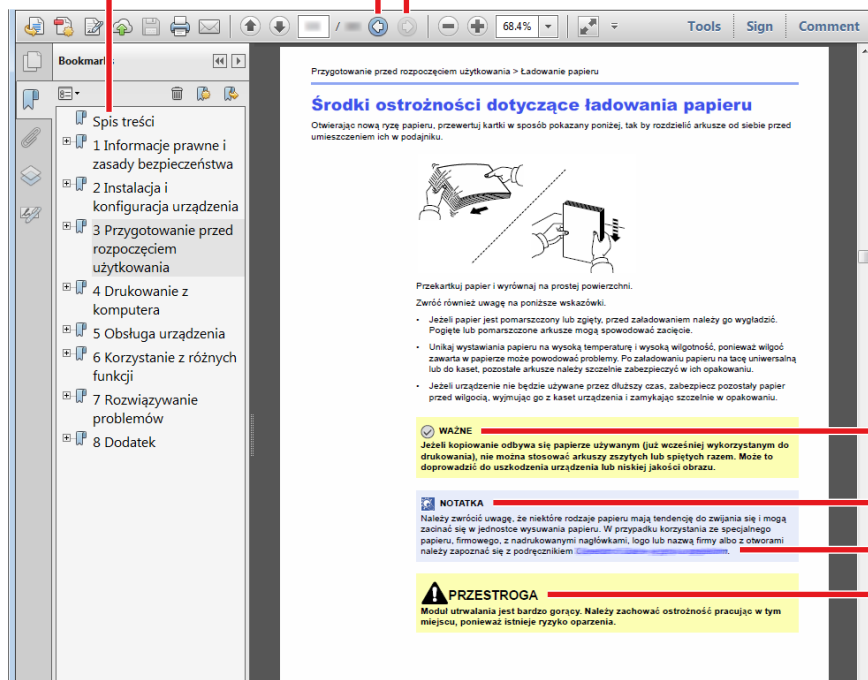 /
68.4%
Tools
Sign
Comment
Bookmarks
Spis treści
1 Informacje prawne i
zasady bezpieczeństwa
2 Instalacja i
konfiguracja urządzenia
3 Przygotowanie przed
rozpoczęciem
użytkowania
4 Drukowanie z
komputera
5 Obsługa urządzenia
6 Korzystanie z różnych
funkcji
7 Rozwiązywanie
problemów
8 Dodatek
Przygotowanie przed rozpoczęciem użytkowania > Ładowanie papieru
Środki ostrożności dotyczące ładowania papieru
Otwierając nową ryzę papieru, przewertuj kartki w sposób pokazany poniżej, tak by rozdzielić arkusze od siebie przed
umieszczeniem ich w podajniku.
Przekartkuj papier i wyrównaj na prostej powierzchni.
Zwróć również uwagę na poniższe wskazówki.
• Jeżeli papier jest pomarszczony lub zgięty, przed załadowaniem należy go wygładzić.
Pogięte lub pomarszczone arkusze mogą spowodować zacięcie.
• Unikaj wystawiania papieru na wysoką temperaturę i wysoką wilgotność, ponieważ wilgoć
zawarta w papierze może powodować problemy. Po załadowaniu papieru na tacę uniwersalną
lub do kaset, pozostałe arkusze należy szczelnie zabezpieczyć w ich opakowaniu.
• Jeżeli urządzenie nie będzie używane przez dłuższy czas, zabezpiecz pozostały papier
przed wilgocią, wyjmując go z kaset urządzenia i zamykając szczelnie w opakowaniu.
WAŻNE
Jeżeli kopiowanie odbywa się papierze używanym (już wcześniej wykorzystanym do
drukowania), nie można stosować arkuszy zszytych lub spiętych razem. Może to
doprowadzić do uszkodzenia urządzenia lub niskiej jakości obrazu.
NOTATKA
Należy zwrócić uwagę, że niektóre rodzaje papieru mają tendencję do zwijania się i mogą
zacinać się w jednostce wysuwania papieru. W przypadku korzystania ze specjalnego
papieru, firmowego, z nadrukowanymi nagłówkami, logo lub nazwą firmy albo z otworami
należy zapoznać się z podręcznikiem .
PRZESTROGA
Moduł utrwalania jest bardzo gorący. Należy zachować ostrożność pracując w tym
miejscu, ponieważ istnieje ryzyko oparzenia.